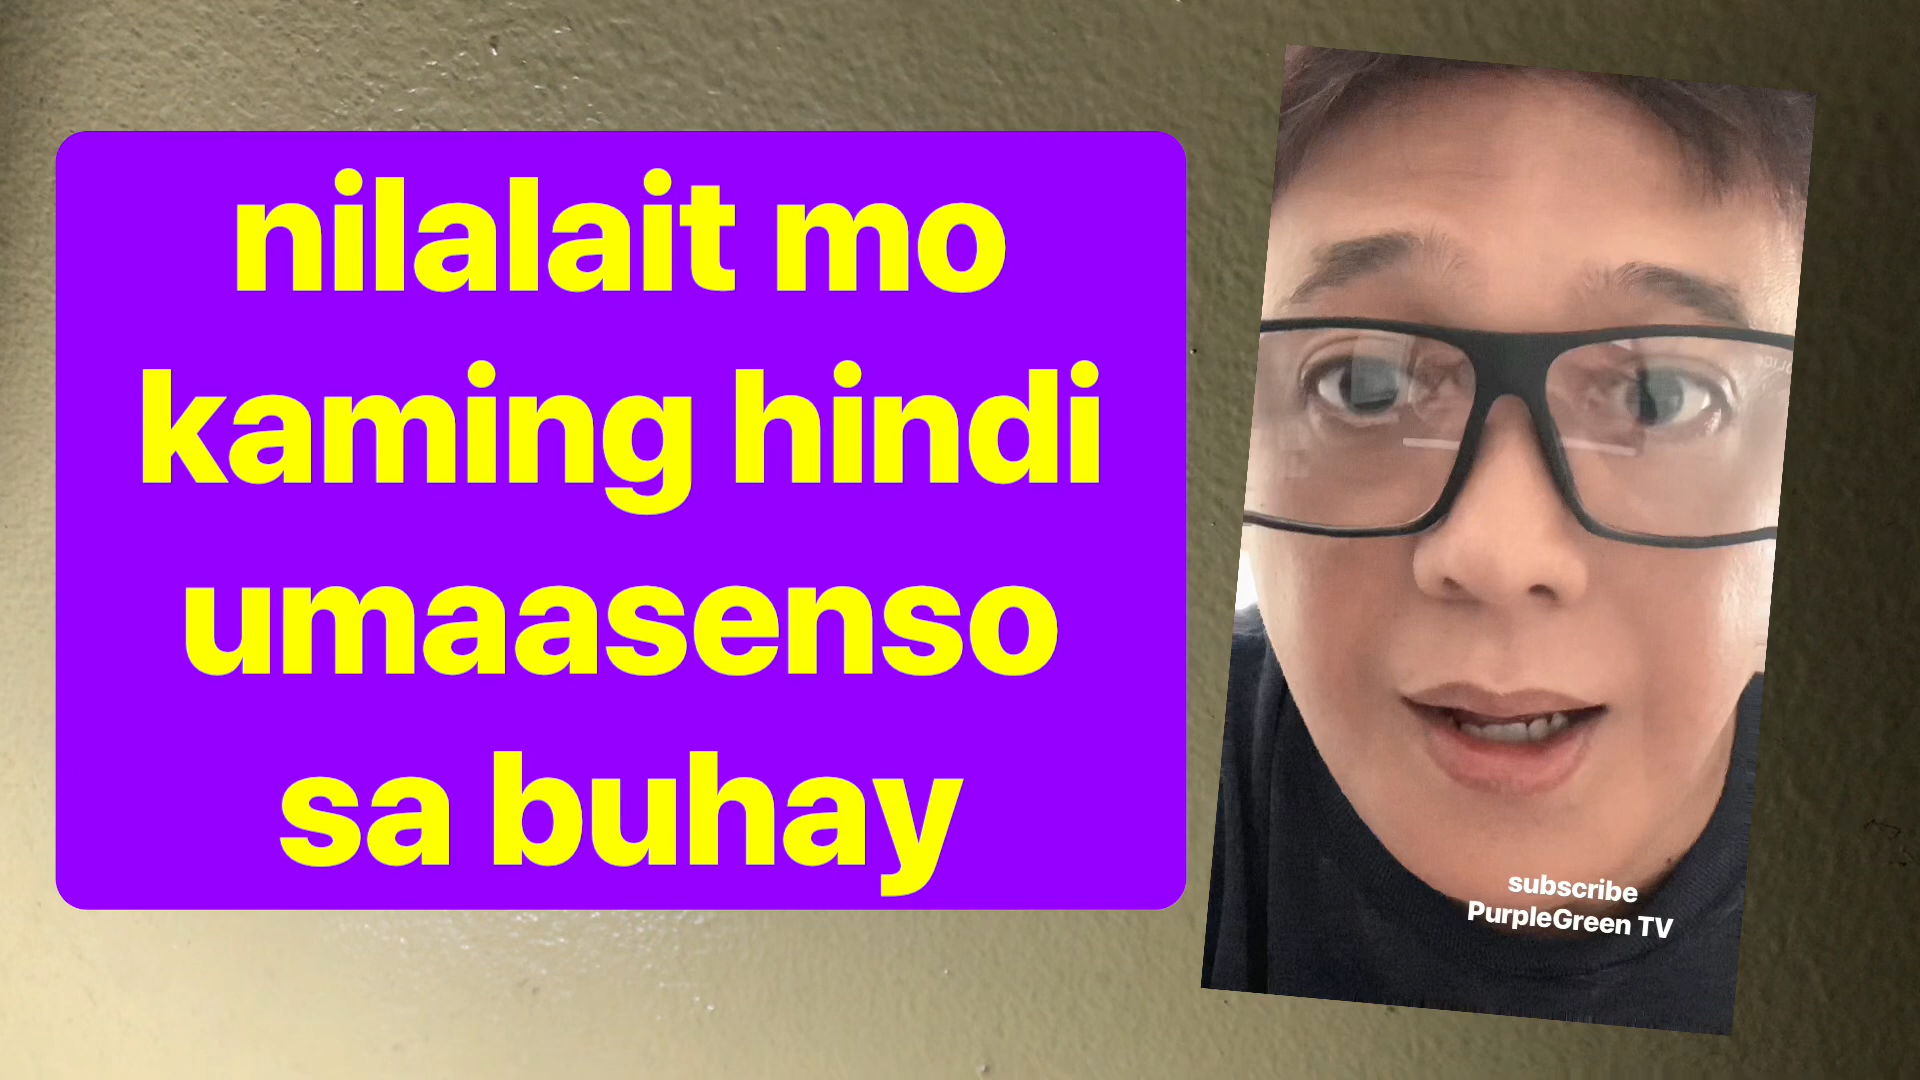 nilalait mo
kaming hindi
umaasenso
sa buhay
subscribe
PurpleGreen TV